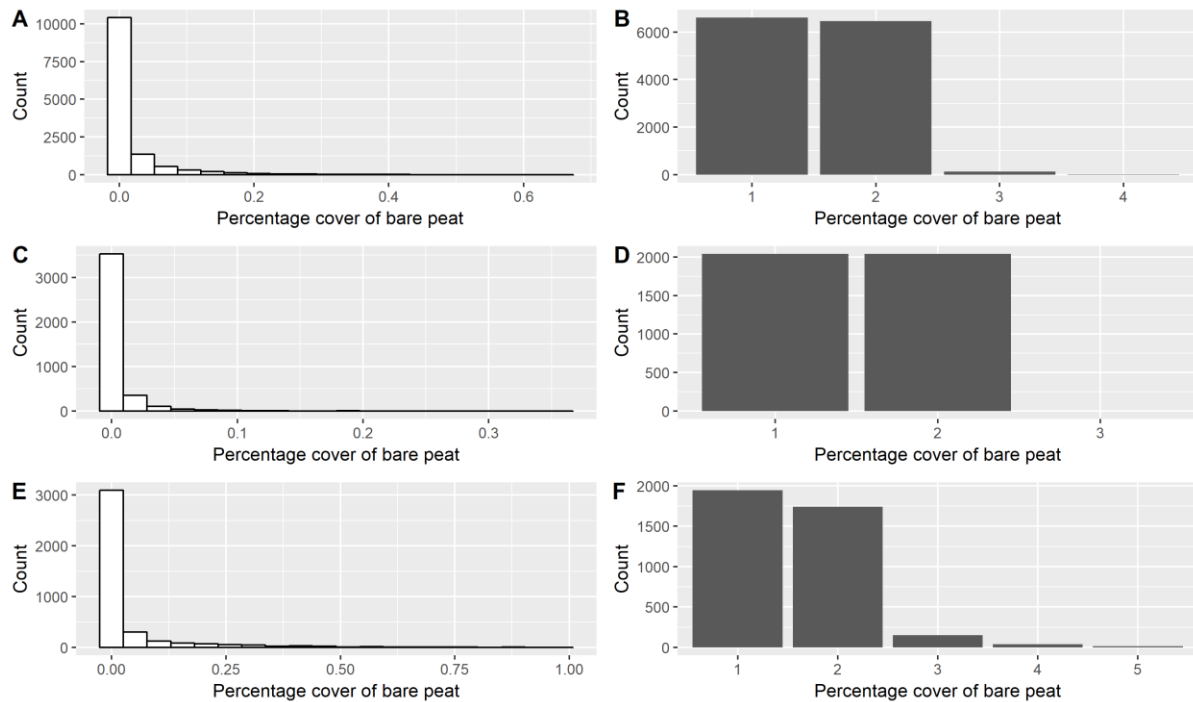 A
Count
10000
7500
5000
2500
0
0.0 0.2 0.4 0.6
Percentage cover of bare peat
B
Count
6000
4000
2000
0
1 2 3 4
Percentage cover of bare peat
C
Count
3000
2000
1000
0
0.0 0.1 0.2 0.3
Percentage cover of bare peat
D
Count
2000
1500
1000
500
0
1 2 3
Percentage cover of bare peat
E
Count
3000
2000
1000
0
0.00 0.25 0.50 0.75 1.00
Percentage cover of bare peat
F
Count
2000
1500
1000
500
0
1 2 3 4 5
Percentage cover of bare peat